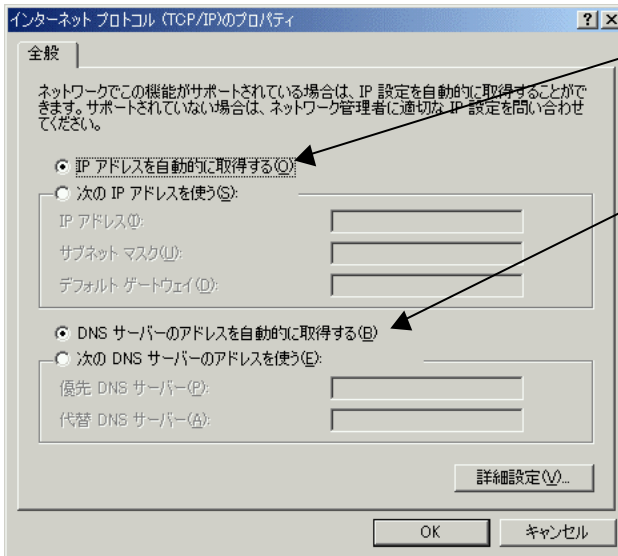 インターネット プロトコル (TCP/IP)のプロパティ
全般
ネットワークでこの機能がサポートされている場合は、IP 設定を自動的に取得することがで
きます。サポートされていない場合は、ネットワーク管理者に適切な IP 設定を問い合わせ
てください。
IP アドレスを自動的に取得する(O)
次の IP アドレスを使う(S):
IP アドレス(I):
サブネット マスク(U):
デフォルト ゲートウェイ(D):
DNS サーバーのアドレスを自動的に取得する(B)
次の DNS サーバーのアドレスを使う(E):
優先 DNS サーバー(P):
代替 DNS サーバー(A):
詳細設定(V)...
OK
キャンセル